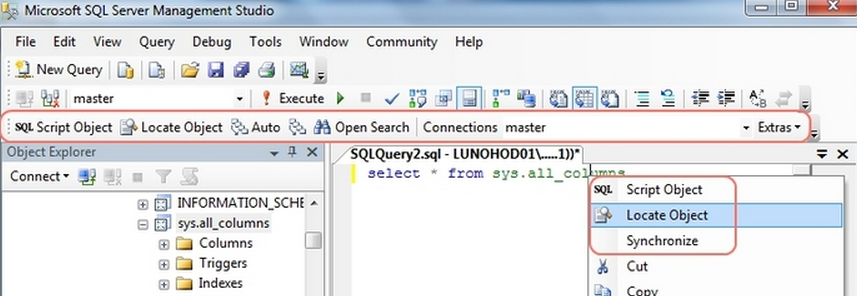 Microsoft SQL Server Management Studio
File Edit View Query Debug Tools Window Community Help
New Query
master Execute
SQL Script Object Locate Object Auto Open Search Connections master Extras
Object Explorer
SQLQuery2.sql - LUNOHOD01\.....1))*
Connect
select * from sys.all_columns
INFORMATION_SCHE
SQL Script Object
sys.all_columns
Locate Object
Columns
Synchronize
Triggers
Cut
Indexes
Copy